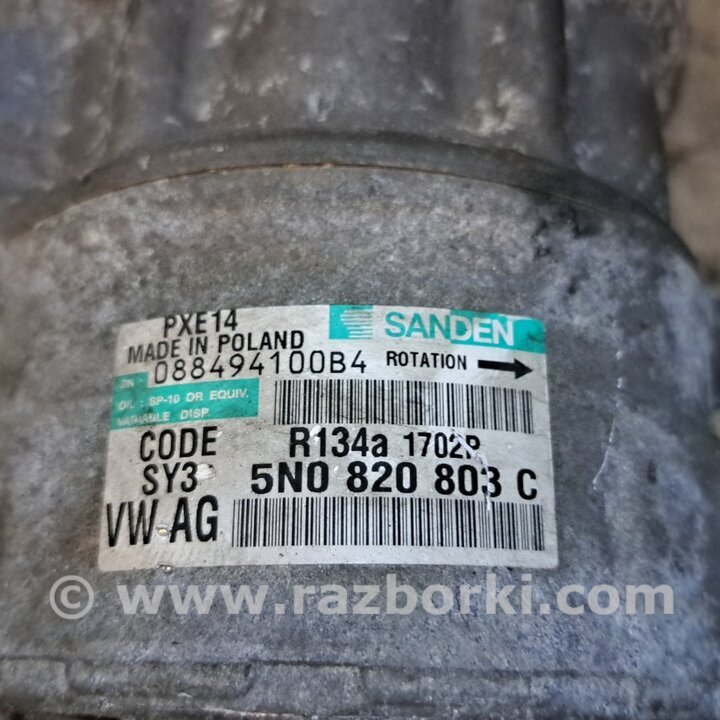 PXE14
SANDEN
MADE IN POLAND
SN. 088494100B4 ROTATION
OIL : SP-10 OR EQUIV.
VARIABLE DISP.
CODE R134a 1702P
SY3 5N0 820 803 C
VW AG
© www.razborki.com